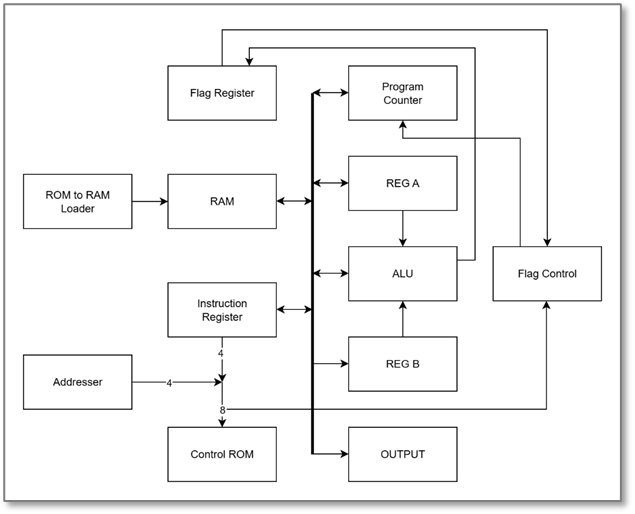 Flag Register
Program
Counter
ROM to RAM
Loader
RAM
REG A
ALU
Flag Control
Instruction
Register
4
Addresser
4
REG B
8
Control ROM
OUTPUT